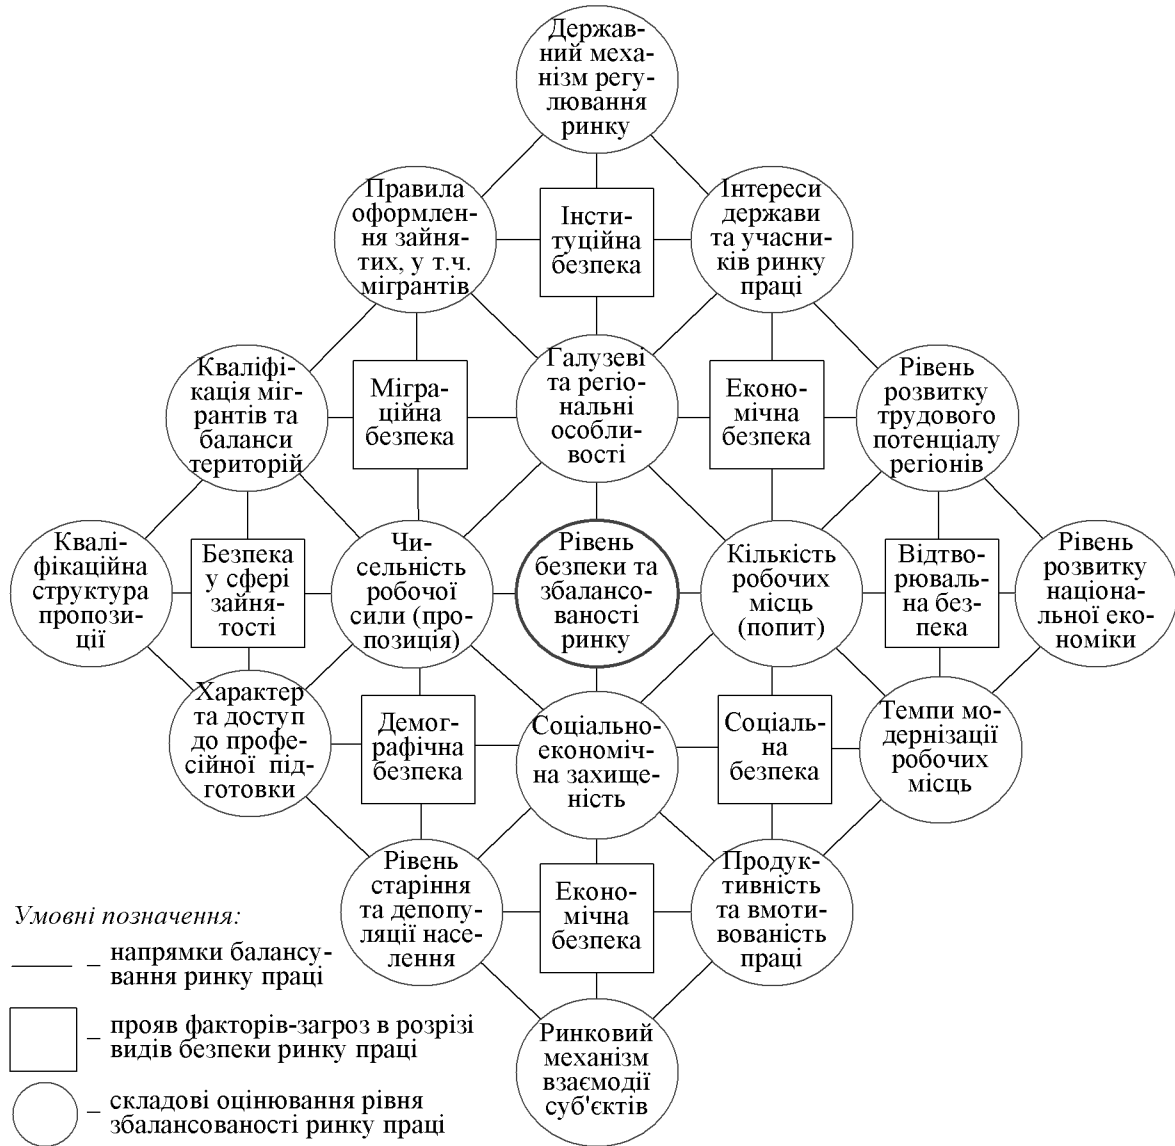 Держав-
ний меха-
нізм регу-
лювання
ринку
Правила
оформлен-
ня зайня-
тих, у т.ч.
мігрантів
Інсти-
туційна
безпека
Інтереси
держави
та учасни-
ків ринку
праці
Кваліфі-
кація міг-
рантів та
баланси
територій
Мігра-
ційна
безпека
Галузеві
та регіо-
нальні
особли-
вості
Еконо-
мічна
безпека
Рівень
розвитку
трудового
потенціалу
регіонів
Квалі-
фікаційна
структура
пропози-
ції
Безпека
у сфері
зайня-
тості
Чи-
сельність
робочої
сили (про-
позиція)
Рівень
безпеки та
збалансо-
ваності
ринку
Кількість
робочих
місць
(попит)
Відтво-
рюваль-
на без-
пека
Рівень
розвитку
націона-
льної еко-
номіки
Характер
та доступ
до профе-
сійної під-
готовки
Демог-
рафічна
безпека
Соціально-
економіч-
на захище-
ність
Соціаль-
на
безпека
Темпи мо-
дернізації
робочих
місць
Рівень
старіння
та депопу-
ляції насе-
лення
Еконо-
мічна
безпека
Продук-
тивність
та вмоти-
вованість
праці
Ринковий
механізм
взаємодії
суб'єктів
Умовні позначення:
– напрямки балансу-
вання ринку праці
– прояв факторів-загроз в розрізі
видів безпеки ринку праці
– складові оцінювання рівня
збалансованості ринку праці